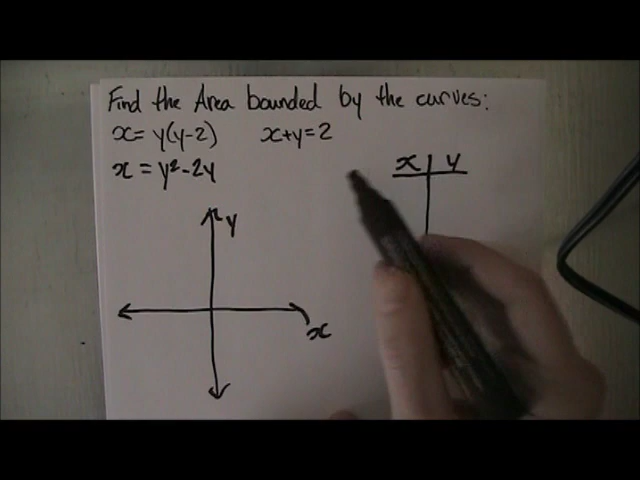 Find the Area bounded by the curves:
x = y(y-2) x+y=2
x = y²-2y
x y
y
x